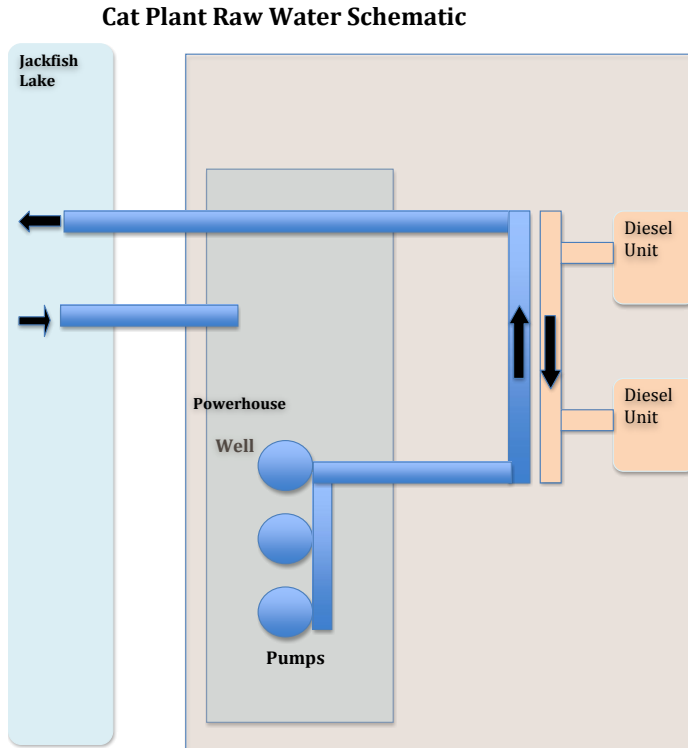 Cat Plant Raw Water Schematic
Jackfish
Lake
Diesel
Unit
Powerhouse
Diesel
Unit
Well
Pumps